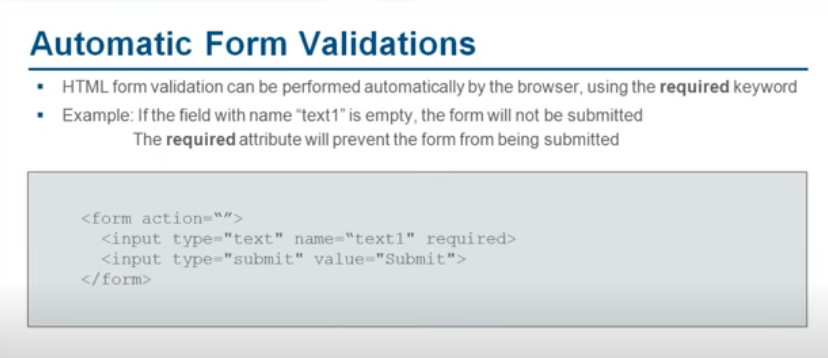 Automatic Form Validations
▪ HTML form validation can be performed automatically by the browser, using the required keyword
▪ Example: If the field with name “text1” is empty, the form will not be submitted
The required attribute will prevent the form from being submitted
<form action=“”>
<input type="text" name=“text1" required>
<input type="submit" value="Submit">
</form>